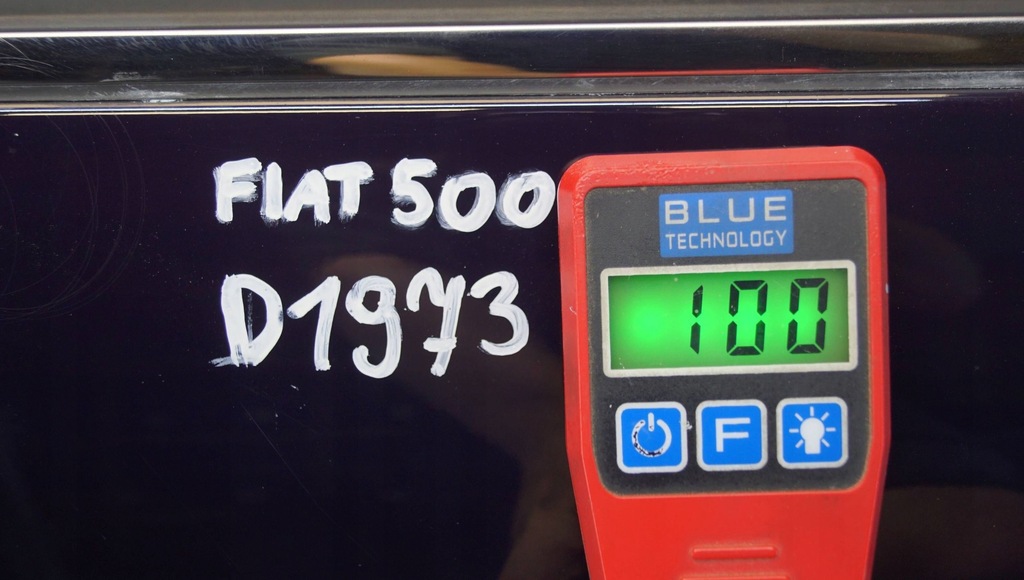 FIAT 500
D1973
BLUE
TECHNOLOGY
100
F